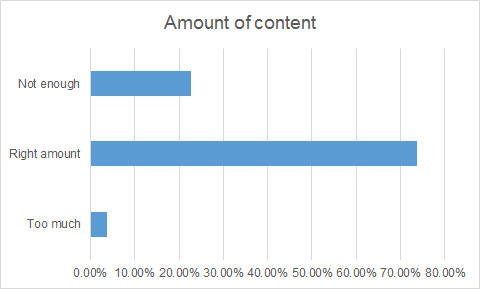 Amount of content
Not enough
Right amount
Too much
0.00% 10.00% 20.00% 30.00% 40.00% 50.00% 60.00% 70.00% 80.00%